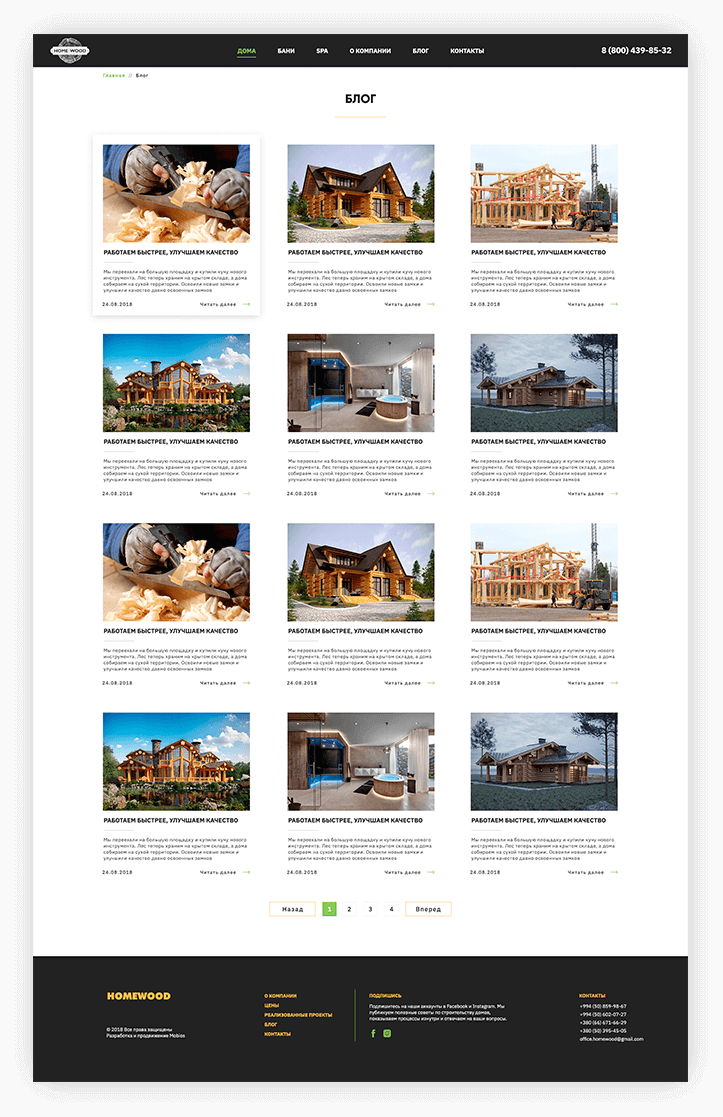 HOME WOOD
ДОМА БАНИ SPA О КОМПАНИИ БЛОГ КОНТАКТЫ 8 (800) 439-85-32
Главная // Блог
БЛОГ
РАБОТАЕМ БЫСТРЕЕ, УЛУЧШАЕМ КАЧЕСТВО
Мы переехали на большую площадку и купили кучу нового
инструмента. Лес теперь храним на крытом складе, а дома
собираем на сухой территории. Освоили новые замки и
улучшили качество давно освоенных замков
24.08.2018 Читать далее
РАБОТАЕМ БЫСТРЕЕ, УЛУЧШАЕМ КАЧЕСТВО
Мы переехали на большую площадку и купили кучу нового
инструмента. Лес теперь храним на крытом складе, а дома
собираем на сухой территории. Освоили новые замки и
улучшили качество давно освоенных замков
24.08.2018 Читать далее
РАБОТАЕМ БЫСТРЕЕ, УЛУЧШАЕМ КАЧЕСТВО
Мы переехали на большую площадку и купили кучу нового
инструмента. Лес теперь храним на крытом складе, а дома
собираем на сухой территории. Освоили новые замки и
улучшили качество давно освоенных замков
24.08.2018 Читать далее
РАБОТАЕМ БЫСТРЕЕ, УЛУЧШАЕМ КАЧЕСТВО
Мы переехали на большую площадку и купили кучу нового
инструмента. Лес теперь храним на крытом складе, а дома
собираем на сухой территории. Освоили новые замки и
улучшили качество давно освоенных замков
24.08.2018 Читать далее
РАБОТАЕМ БЫСТРЕЕ, УЛУЧШАЕМ КАЧЕСТВО
Мы переехали на большую площадку и купили кучу нового
инструмента. Лес теперь храним на крытом складе, а дома
собираем на сухой территории. Освоили новые замки и
улучшили качество давно освоенных замков
24.08.2018 Читать далее
РАБОТАЕМ БЫСТРЕЕ, УЛУЧШАЕМ КАЧЕСТВО
Мы переехали на большую площадку и купили кучу нового
инструмента. Лес теперь храним на крытом складе, а дома
собираем на сухой территории. Освоили новые замки и
улучшили качество давно освоенных замков
24.08.2018 Читать далее
РАБОТАЕМ БЫСТРЕЕ, УЛУЧШАЕМ КАЧЕСТВО
Мы переехали на большую площадку и купили кучу нового
инструмента. Лес теперь храним на крытом складе, а дома
собираем на сухой территории. Освоили новые замки и
улучшили качество давно освоенных замков
24.08.2018 Читать далее
РАБОТАЕМ БЫСТРЕЕ, УЛУЧШАЕМ КАЧЕСТВО
Мы переехали на большую площадку и купили кучу нового
инструмента. Лес теперь храним на крытом складе, а дома
собираем на сухой территории. Освоили новые замки и
улучшили качество давно освоенных замков
24.08.2018 Читать далее
РАБОТАЕМ БЫСТРЕЕ, УЛУЧШАЕМ КАЧЕСТВО
Мы переехали на большую площадку и купили кучу нового
инструмента. Лес теперь храним на крытом складе, а дома
собираем на сухой территории. Освоили новые замки и
улучшили качество давно освоенных замков
24.08.2018 Читать далее
РАБОТАЕМ БЫСТРЕЕ, УЛУЧШАЕМ КАЧЕСТВО
Мы переехали на большую площадку и купили кучу нового
инструмента. Лес теперь храним на крытом складе, а дома
собираем на сухой территории. Освоили новые замки и
улучшили качество давно освоенных замков
24.08.2018 Читать далее
РАБОТАЕМ БЫСТРЕЕ, УЛУЧШАЕМ КАЧЕСТВО
Мы переехали на большую площадку и купили кучу нового
инструмента. Лес теперь храним на крытом складе, а дома
собираем на сухой территории. Освоили новые замки и
улучшили качество давно освоенных замков
24.08.2018 Читать далее
РАБОТАЕМ БЫСТРЕЕ, УЛУЧШАЕМ КАЧЕСТВО
Мы переехали на большую площадку и купили кучу нового
инструмента. Лес теперь храним на крытом складе, а дома
собираем на сухой территории. Освоили новые замки и
улучшили качество давно освоенных замков
24.08.2018 Читать далее
Назад 1 2 3 4 Вперед
HOMEWOOD
© 2018 Все права защищены
Разработка и продвижение Mobios
О КОМПАНИИ
ЦЕНЫ
РЕАЛИЗОВАННЫЕ ПРОЕКТЫ
БЛОГ
КОНТАКТЫ
ПОДПИШИСЬ
Подпишитесь на наши аккаунты в Facebook и Instagram. Мы
публикуем полезные советы по строительству домов,
показываем процессы изнутри и отвечаем на ваши вопросы.
КОНТАКТЫ
+994 (50) 859-98-67
+994 (50) 602-07-27
+380 (66) 671-66-29
+380 (50) 395-45-05
office.homewood@gmail.com